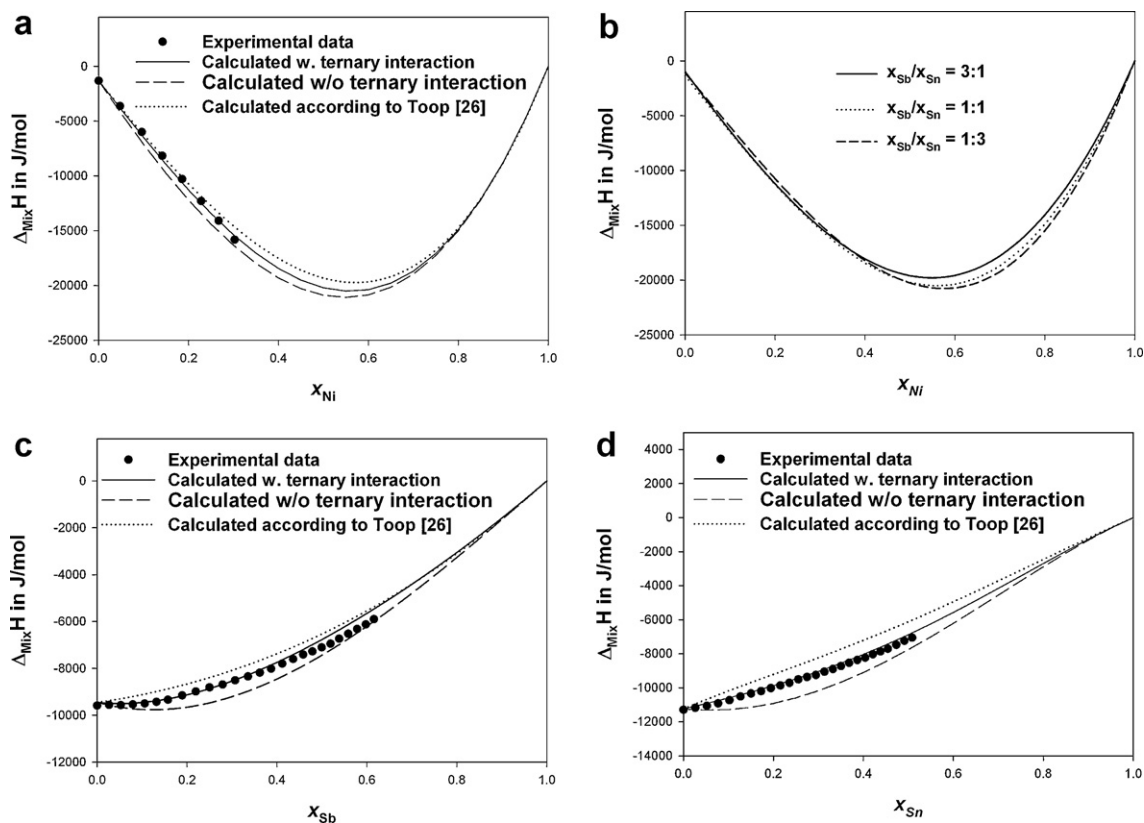 a
Experimental data
Calculated w. ternary interaction
Calculated w/o ternary interaction
Calculated according to Toop [26]
0
-5000
-10000
-15000
-20000
-25000
0.0 0.2 0.4 0.6 0.8 1.0
ΔMixH in J/mol
xNi
b
xSb/xSn = 3:1
xSb/xSn = 1:1
xSb/xSn = 1:3
0
-5000
-10000
-15000
-20000
-25000
0.0 0.2 0.4 0.6 0.8 1.0
ΔMixH in J/mol
xNi
c
Experimental data
Calculated w. ternary interaction
Calculated w/o ternary interaction
Calculated according to Toop [26]
0
-2000
-4000
-6000
-8000
-10000
-12000
0.0 0.2 0.4 0.6 0.8 1.0
ΔMixH in J/mol
xSb
d
Experimental data
Calculated w. ternary interaction
Calculated w/o ternary interaction
Calculated according to Toop [26]
4000
2000
0
-2000
-4000
-6000
-8000
-10000
-12000
-14000
0.0 0.2 0.4 0.6 0.8 1.0
ΔMixH in J/mol
xSn